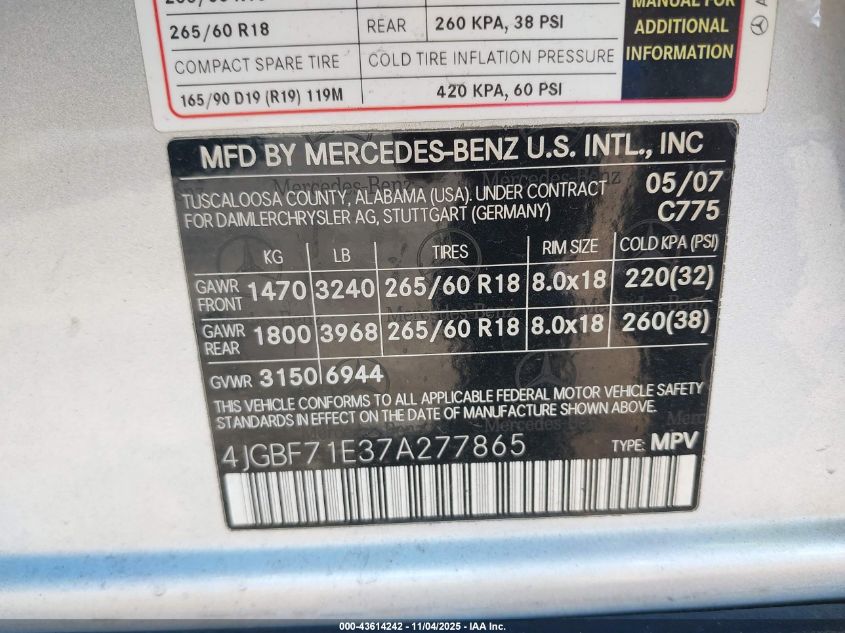 265/60 R18 REAR 260 KPA, 38 PSI
MANUAL FOR
ADDITIONAL
INFORMATION
COMPACT SPARE TIRE COLD TIRE INFLATION PRESSURE
165/90 D19 (R19) 119M 420 KPA, 60 PSI
MFD BY MERCEDES-BENZ U.S. INTL., INC
TUSCALOOSA COUNTY, ALABAMA (USA). UNDER CONTRACT 05/07
FOR DAIMLERCHRYSLER AG, STUTTGART (GERMANY) C775
KG LB TIRES RIM SIZE COLD KPA (PSI)
GAWR FRONT 1470 3240 265/60 R18 8.0x18 220(32)
GAWR REAR 1800 3968 265/60 R18 8.0x18 260(38)
GVWR 3150 6944
THIS VEHICLE CONFORMS TO ALL APPLICABLE FEDERAL MOTOR VEHICLE SAFETY
STANDARDS IN EFFECT ON THE DATE OF MANUFACTURE SHOWN ABOVE.
4JGBF71E37A277865 TYPE: MPV
000-43614242 - 11/04/2025 - IAA Inc.